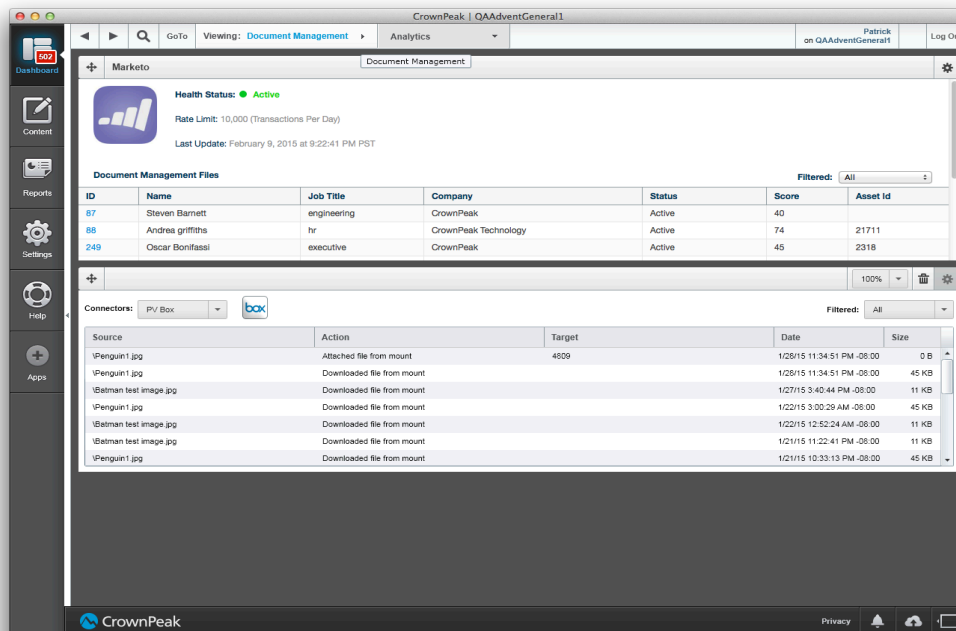 CrownPeak | QAAdventGeneral1
502
Dashboard
Content
Reports
Settings
Help
Apps
GoTo
Viewing: Document Management
Analytics
Patrick
on QAAdventGeneral1
Log Ou
Document Management
Marketo
Health Status: Active
Rate Limit: 10,000 (Transactions Per Day)
Last Update: February 9, 2015 at 9:22:41 PM PST
Document Management Files
Filtered: All
ID Name Job Title Company Status Score Asset Id
87 Steven Barnett engineering CrownPeak Active 40
88 Andrea griffiths hr CrownPeak Technology Active 74 21711
249 Oscar Bonifassi executive CrownPeak Active 45 2318
100%
Connectors: PV Box box Filtered: All
Source Action Target Date Size
\Penguin1.jpg Attached file from mount 4809 1/28/15 11:34:51 PM -08:00 0 B
\Penguin1.jpg Downloaded file from mount 1/28/15 11:34:51 PM -08:00 45 KB
\Batman test image.jpg Downloaded file from mount 1/27/15 3:40:44 PM -08:00 11 KB
\Penguin1.jpg Downloaded file from mount 1/22/15 3:00:29 AM -08:00 45 KB
\Batman test image.jpg Downloaded file from mount 1/22/15 12:52:24 AM -08:00 11 KB
\Batman test image.jpg Downloaded file from mount 1/21/15 11:22:41 PM -08:00 11 KB
\Penguin1.jpg Downloaded file from mount 1/21/15 10:33:13 PM -08:00 45 KB
CrownPeak
Privacy